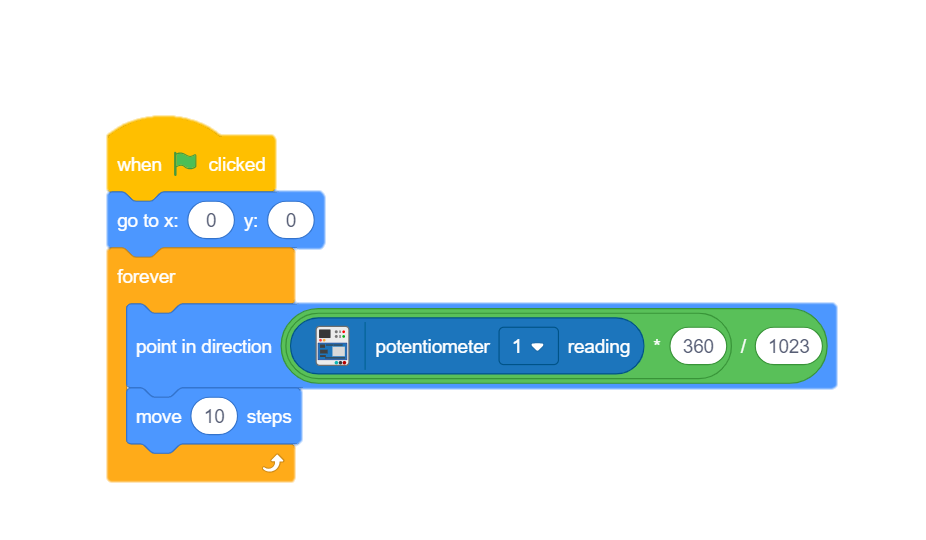 when clicked
go to x: 0 y: 0
forever
point in direction potentiometer 1 reading * 360 / 1023
move 10 steps